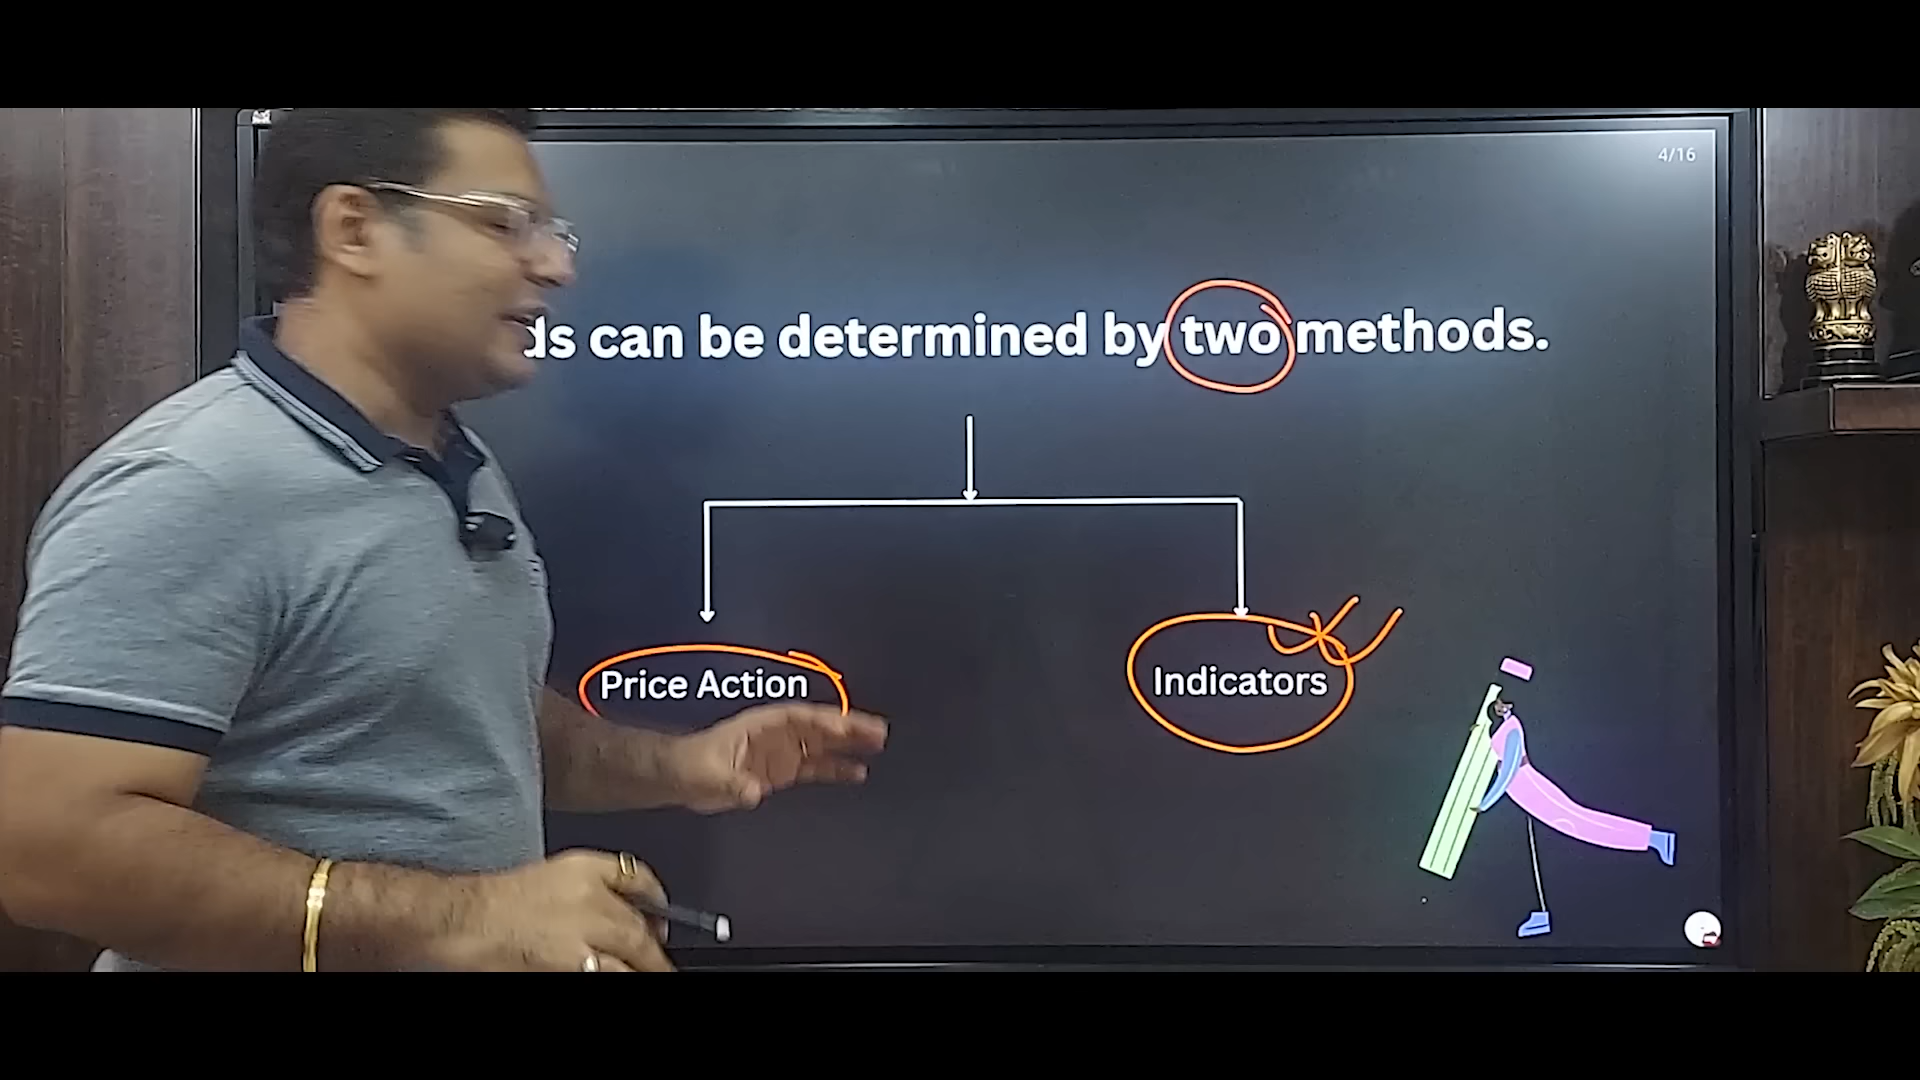 4/16
ds can be determined by two methods.
Price Action
Indicators